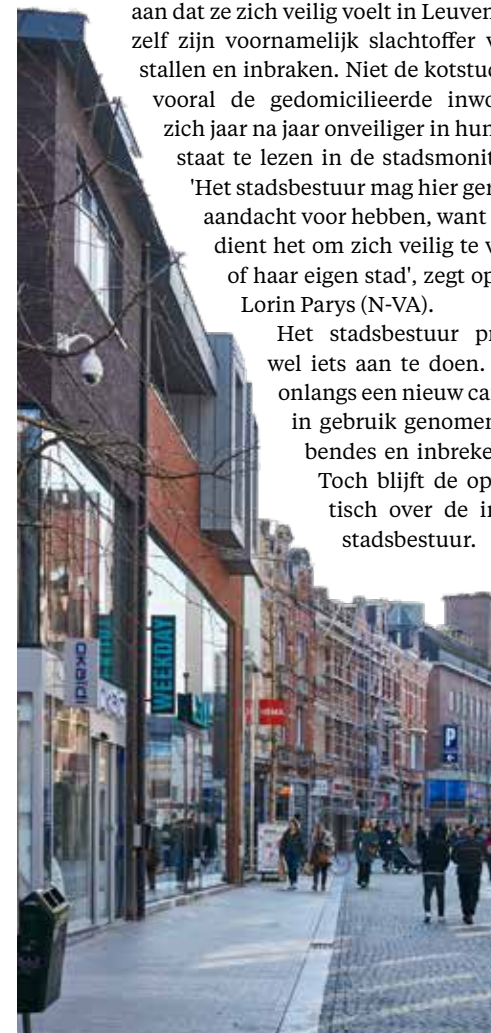 aan dat ze zich veilig voelt in Leuven
zelf zijn voornamelijk slachtoffer v
stallen en inbraken. Niet de kotstud
vooral de gedomicilieerde inwo
zich jaar na jaar onveiliger in hun
staat te lezen in de stadsmonit
'Het stadsbestuur mag hier ger
aandacht voor hebben, want
dient het om zich veilig te v
of haar eigen stad', zegt op
Lorin Parys (N-VA).
Het stadsbestuur pr
wel iets aan te doen.
onlangs een nieuw ca
in gebruik genomen
bendes en inbreke
Toch blijft de op
tisch over de in
stadsbestuur.
OKAIDI
WEEKDAY
HEMA
P